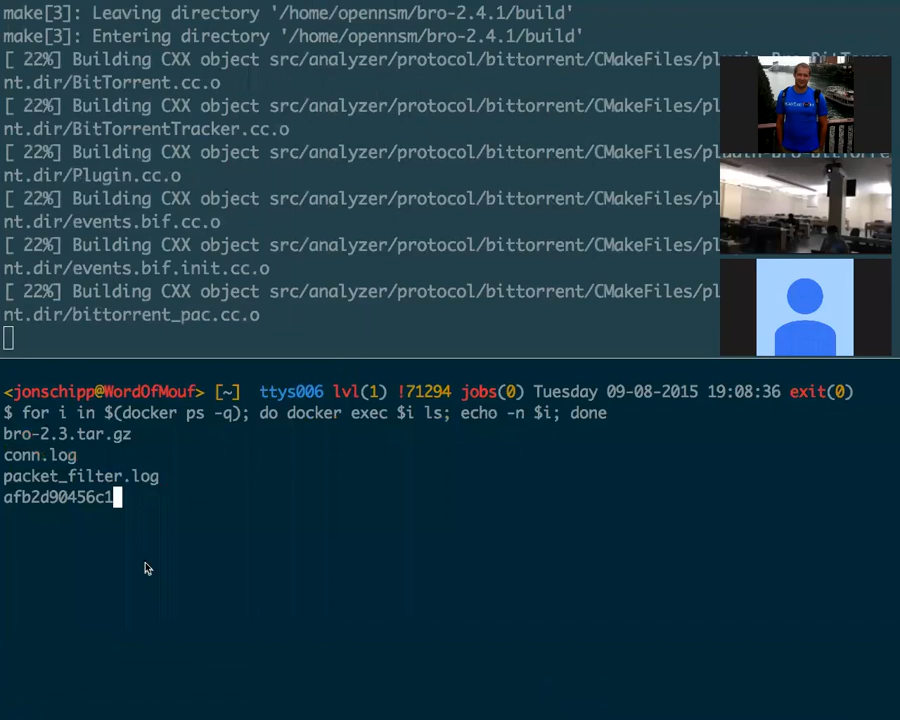 make[3]: Leaving directory '/home/opennsm/bro-2.4.1/build'
make[3]: Entering directory '/home/opennsm/bro-2.4.1/build'
[ 22%] Building CXX object src/analyzer/protocol/bittorrent/CMakeFiles/plugin-Bro-BitTorre
nt.dir/BitTorrent.cc.o
[ 22%] Building CXX object src/analyzer/protocol/bittorrent/CMakeFiles/pl
nt.dir/BitTorrentTracker.cc.o
[ 22%] Building CXX object src/analyzer/protocol/bittorrent/CMakeFiles/plugin-Bro-BitTorre
nt.dir/Plugin.cc.o
[ 22%] Building CXX object src/analyzer/protocol/bittorrent/CMakeFiles/pl
nt.dir/events.bif.cc.o
[ 22%] Building CXX object src/analyzer/protocol/bittorrent/CMakeFiles/pl
nt.dir/events.bif.init.cc.o
[ 22%] Building CXX object src/analyzer/protocol/bittorrent/CMakeFiles/pl
nt.dir/bittorrent_pac.cc.o
<jonschipp@WordOfMouf> [~] ttys006 lvl(1) !71294 jobs(0) Tuesday 09-08-2015 19:08:36 exit(0)
$ for i in $(docker ps -q); do docker exec $i ls; echo -n $i; done
bro-2.3.tar.gz
conn.log
packet_filter.log
afb2d90456c1